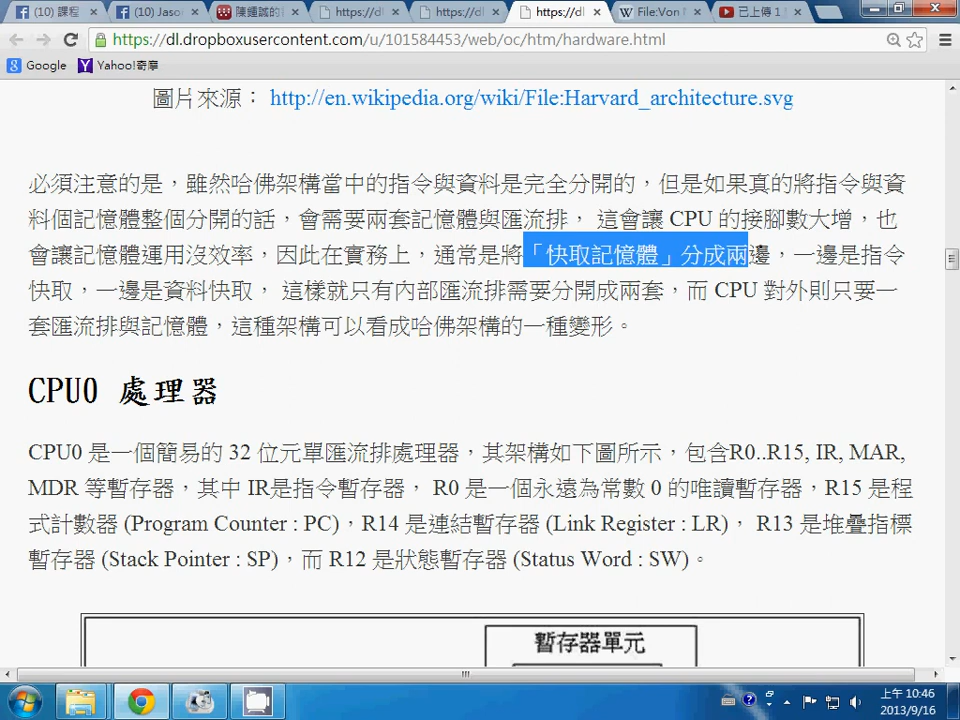 (10) 課程
(10) Jaso
陳鍾誠的
https://dl
https://dl
https://dl
File:Von N
已上傳 1
https://dl.dropboxusercontent.com/u/101584453/web/oc/htm/hardware.html
Google
Yahoo!奇摩
圖片來源： http://en.wikipedia.org/wiki/File:Harvard_architecture.svg
必須注意的是，雖然哈佛架構當中的指令與資料是完全分開的，但是如果真的將指令與資
料個記憶體整個分開的話，會需要兩套記憶體與匯流排， 這會讓 CPU 的接腳數大增，也
會讓記憶體運用沒效率，因此在實務上，通常是將「快取記憶體」分成兩邊，一邊是指令
快取，一邊是資料快取， 這樣就只有內部匯流排需要分開成兩套，而 CPU 對外則只要一
套匯流排與記憶體，這種架構可以看成哈佛架構的一種變形。
CPU0 處理器
CPU0 是一個簡易的 32 位元單匯流排處理器，其架構如下圖所示，包含R0..R15, IR, MAR,
MDR 等暫存器，其中 IR是指令暫存器， R0 是一個永遠為常數 0 的唯讀暫存器，R15 是程
式計數器 (Program Counter : PC)，R14 是連結暫存器 (Link Register : LR)， R13 是堆疊指標
暫存器 (Stack Pointer : SP)，而 R12 是狀態暫存器 (Status Word : SW)。
暫存器單元
上午 10:46
2013/9/16